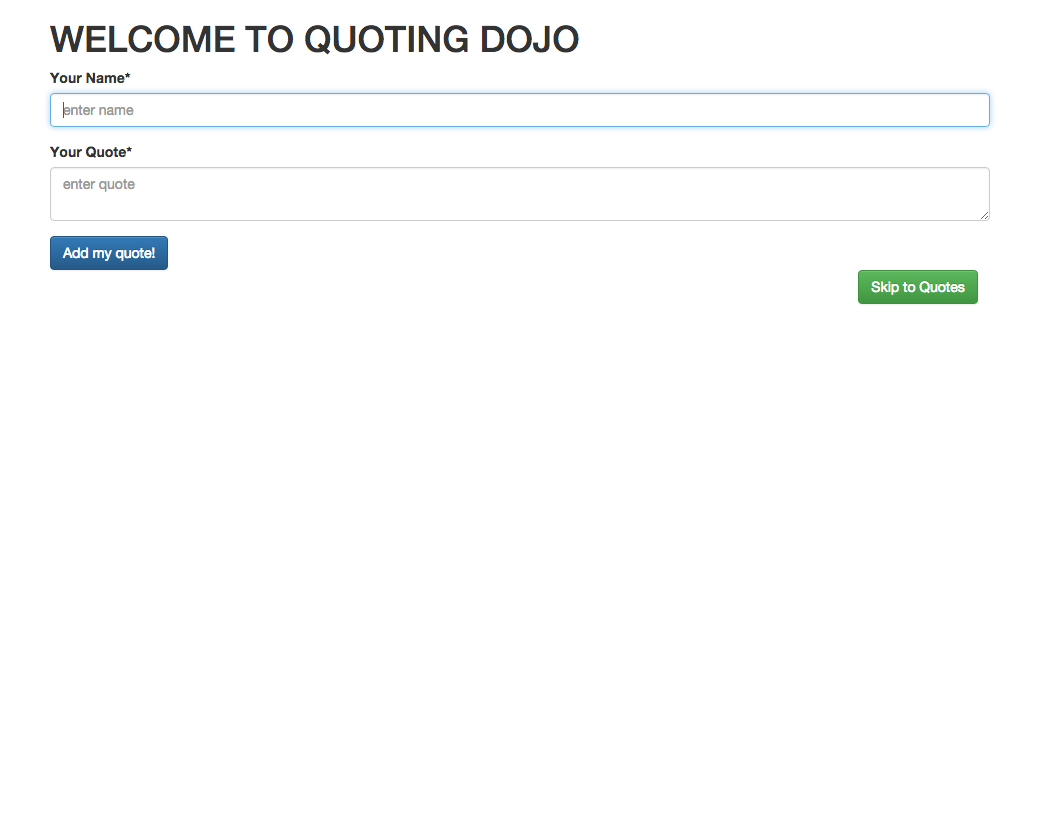 WELCOME TO QUOTING DOJO
Your Name*
enter name
Your Quote*
enter quote
Add my quote!
Skip to Quotes